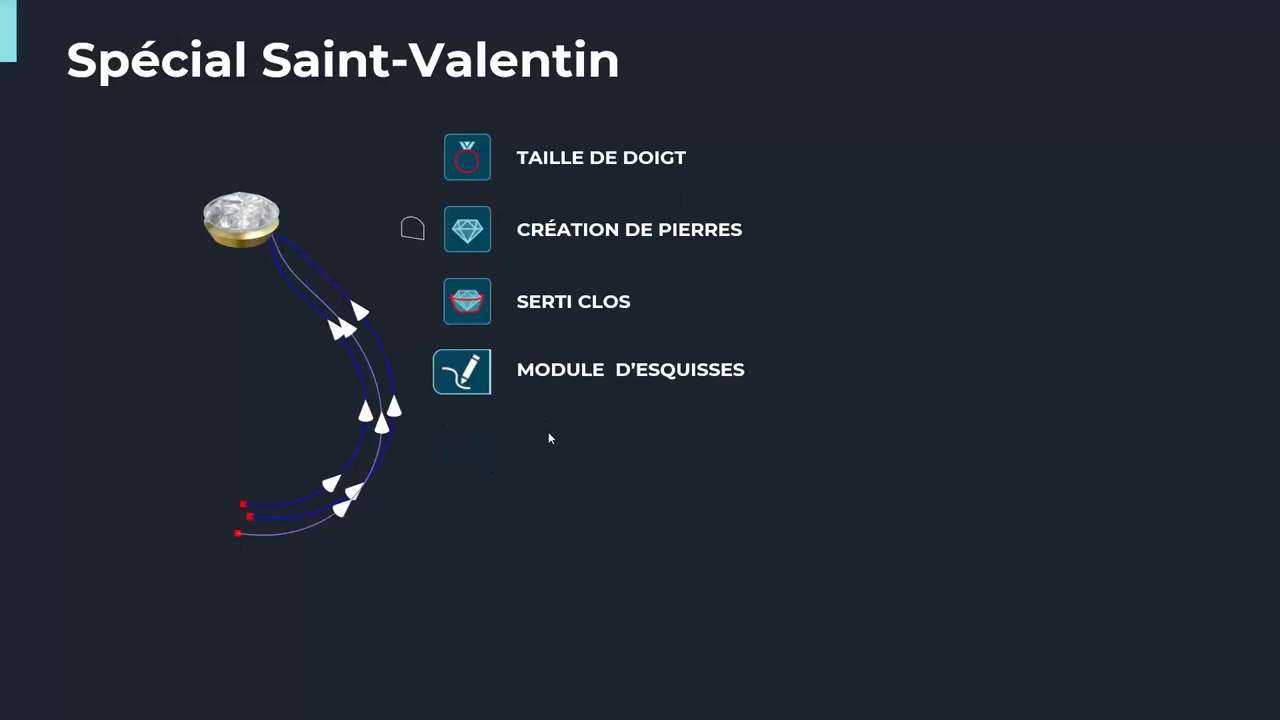 Spécial Saint-Valentin
TAILLE DE DOIGT
CRÉATION DE PIERRES
SERTI CLOS
MODULE D’ESQUISSES